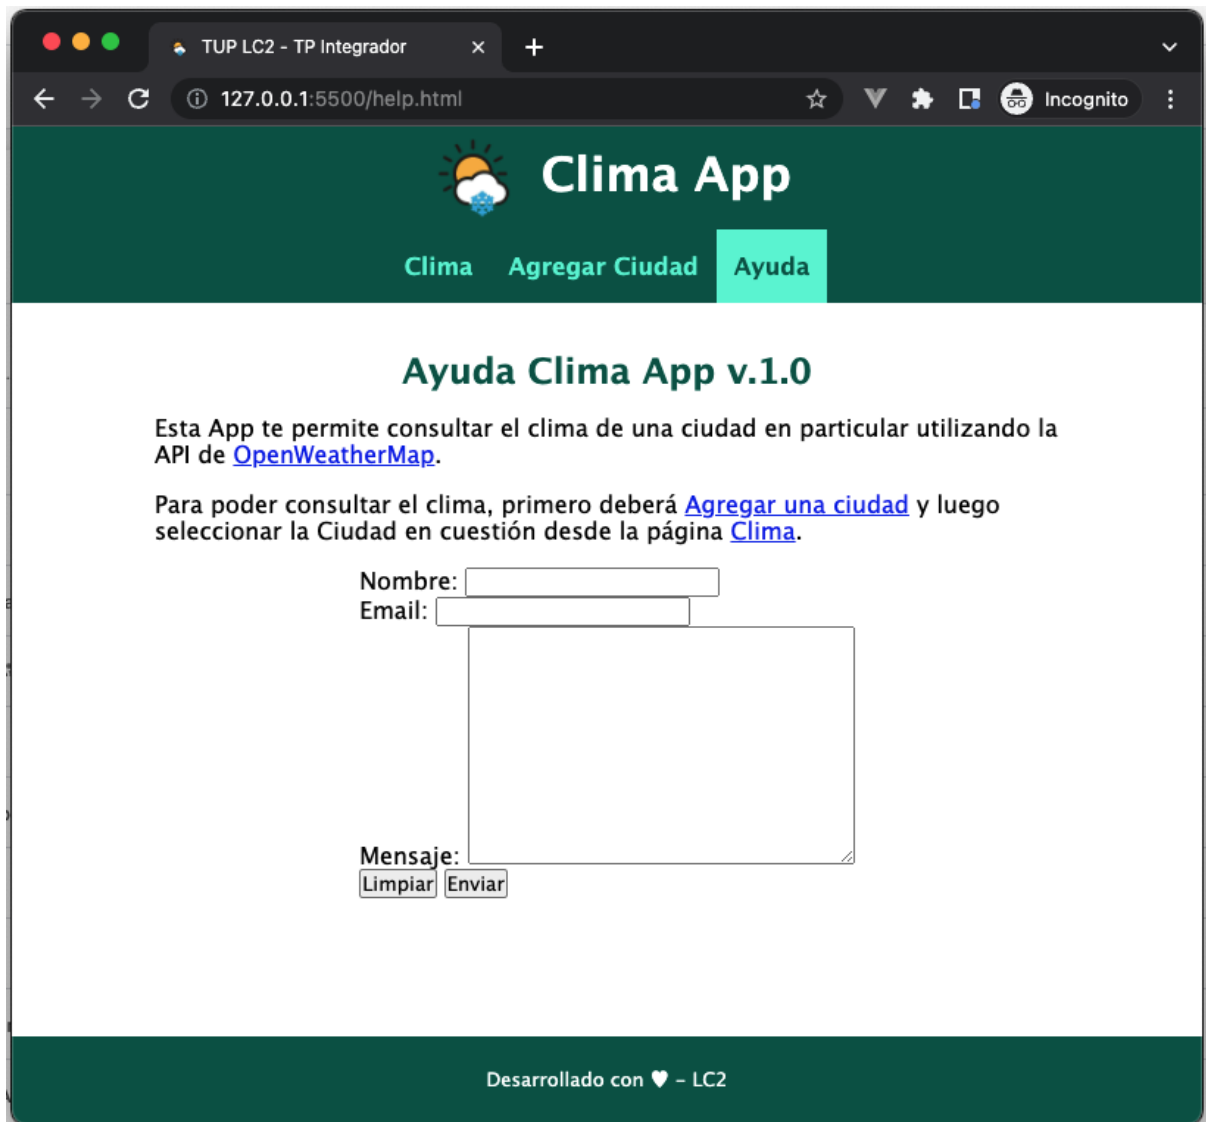 TUP LC2 - TP Integrador
127.0.0.1:5500/help.html
Incognito
Clima App
Clima Agregar Ciudad Ayuda
Ayuda Clima App v.1.0
Esta App te permite consultar el clima de una ciudad en particular utilizando la
API de OpenWeatherMap.
Para poder consultar el clima, primero deberá Agregar una ciudad y luego
seleccionar la Ciudad en cuestión desde la página Clima.
Nombre:
Email:
Mensaje:
Limpiar Enviar
Desarrollado con ♥ - LC2